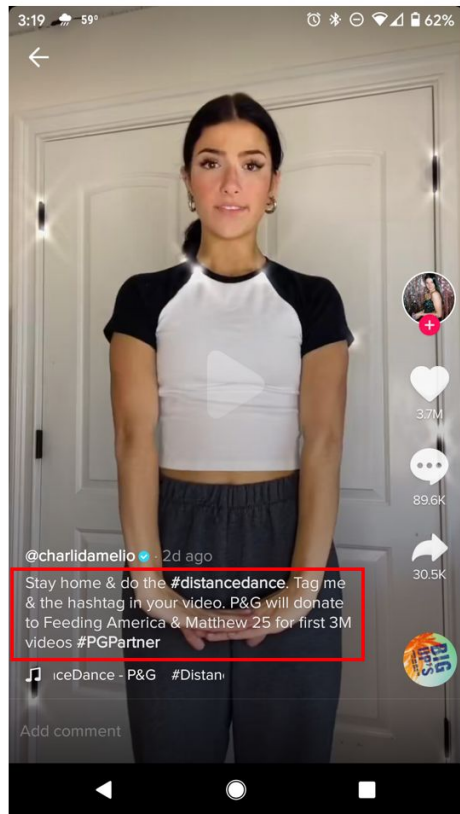 3:19 59° 62%
3.7M
89.6K
@charlidamelio · 2d ago
30.5K
Stay home & do the #distancedance. Tag me
& the hashtag in your video. P&G will donate
to Feeding America & Matthew 25 for first 3M
videos #PGPartner
iceDance - P&G #Distan
BIG
UP'S
Add comment